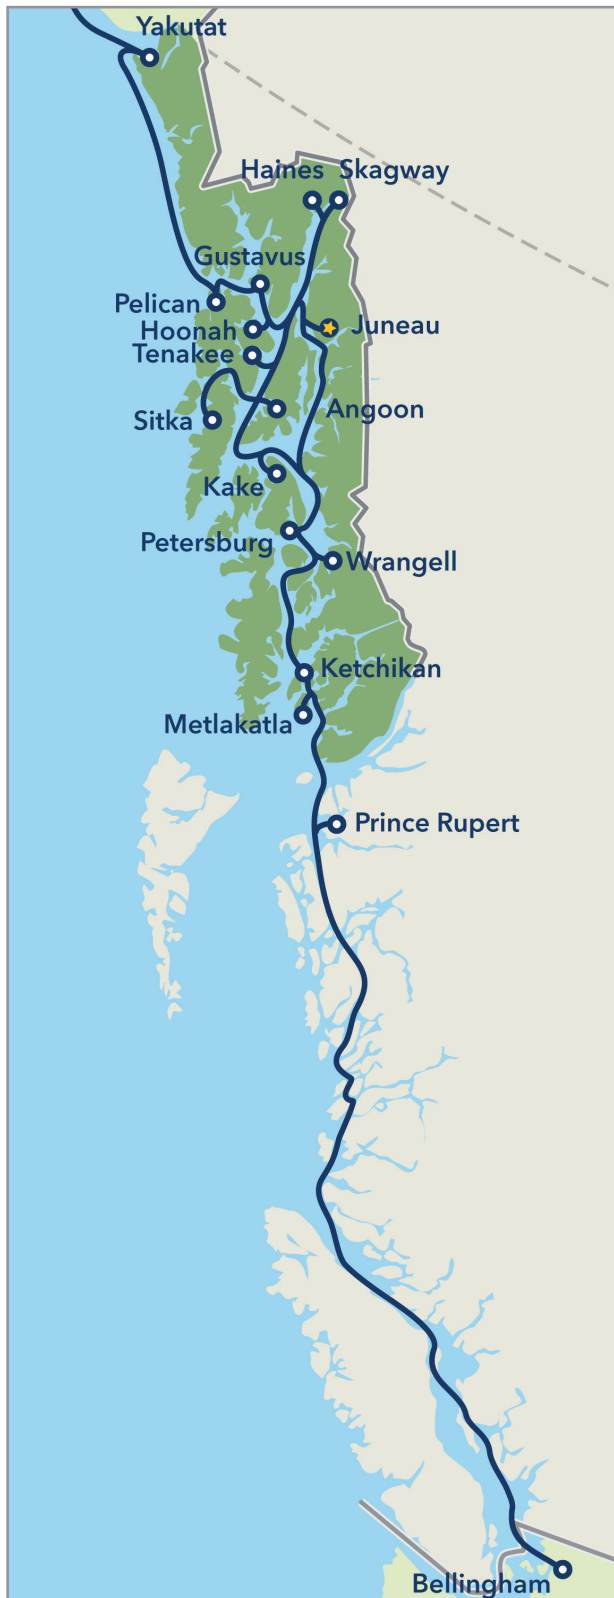 Yakutat
Haines
Skagway
Gustavus
Pelican
Hoonah
Juneau
Tenakee
Sitka
Angoon
Kake
Petersburg
Wrangell
Ketchikan
Metlakatla
Prince Rupert
Bellingham